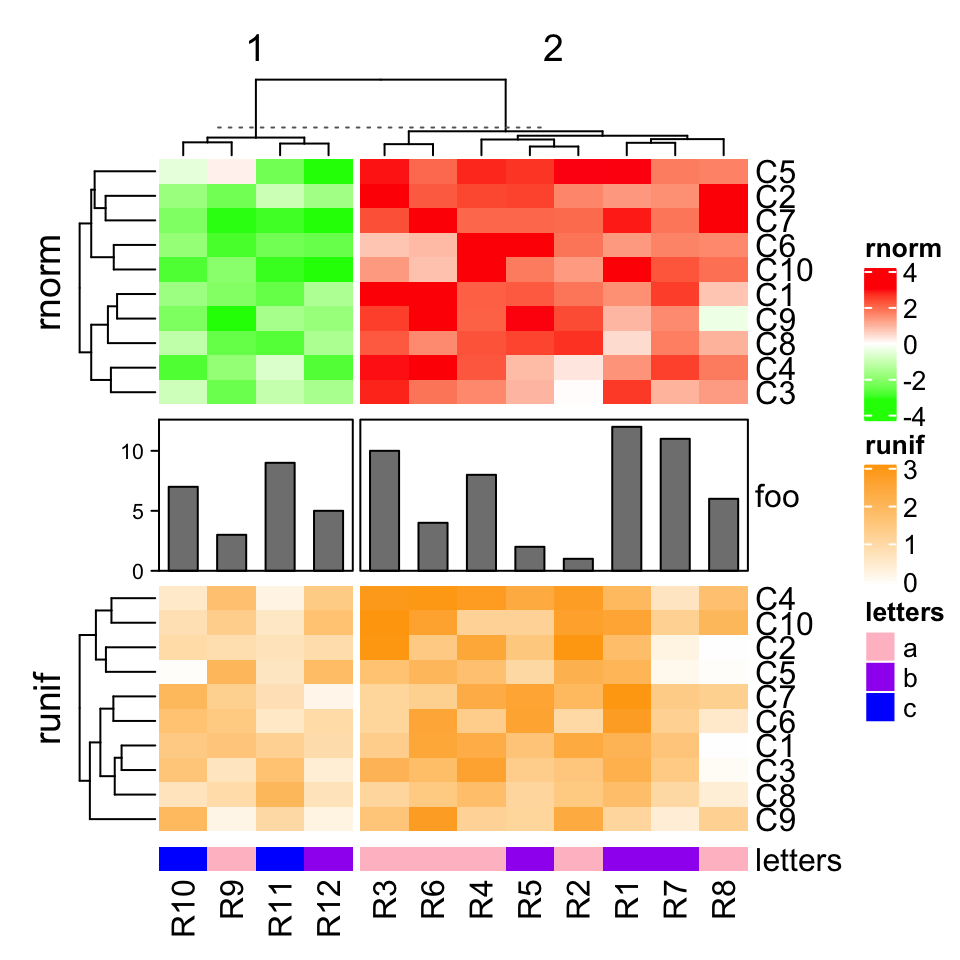 1 2
rnorm
C5
C2
C7
C6
C10
C1
C9
C8
C4
C3
10
5
0
foo
runif
C4
C10
C2
C5
C7
C6
C1
C3
C8
C9
letters
R10 R9 R11 R12 R3 R6 R4 R5 R2 R1 R7 R8
rnorm
4
2
0
-2
-4
runif
3
2
1
0
letters
a
b
c